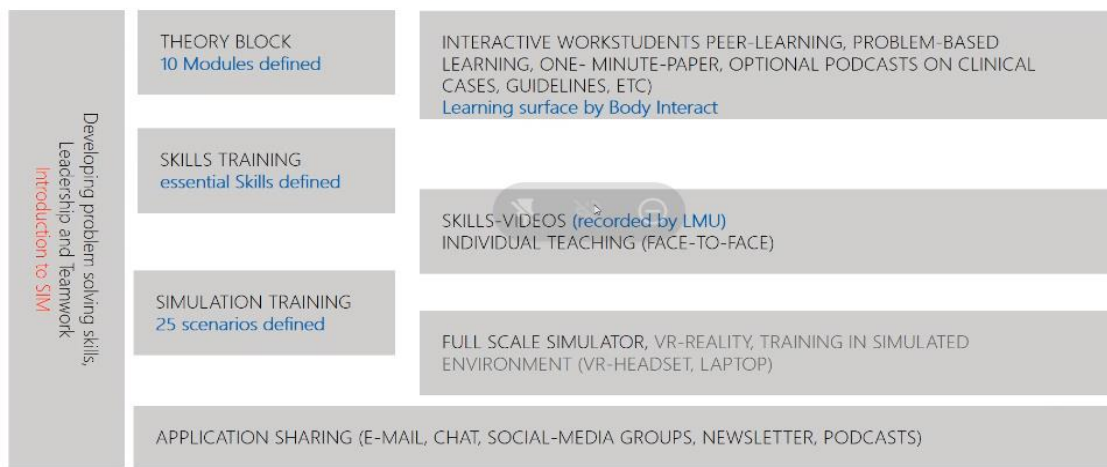 Developing problem solving skills,
Leadership and Teamwork
Introduction to SIM
THEORY BLOCK
10 Modules defined
INTERACTIVE WORKSTUDENTS PEER-LEARNING, PROBLEM-BASED
LEARNING, ONE- MINUTE-PAPER, OPTIONAL PODCASTS ON CLINICAL
CASES, GUIDELINES, ETC)
Learning surface by Body Interact
SKILLS TRAINING
essential Skills defined
SKILLS-VIDEOS (recorded by LMU)
INDIVIDUAL TEACHING (FACE-TO-FACE)
SIMULATION TRAINING
25 scenarios defined
FULL SCALE SIMULATOR, VR-REALITY, TRAINING IN SIMULATED
ENVIRONMENT (VR-HEADSET, LAPTOP)
APPLICATION SHARING (E-MAIL, CHAT, SOCIAL-MEDIA GROUPS, NEWSLETTER, PODCASTS)